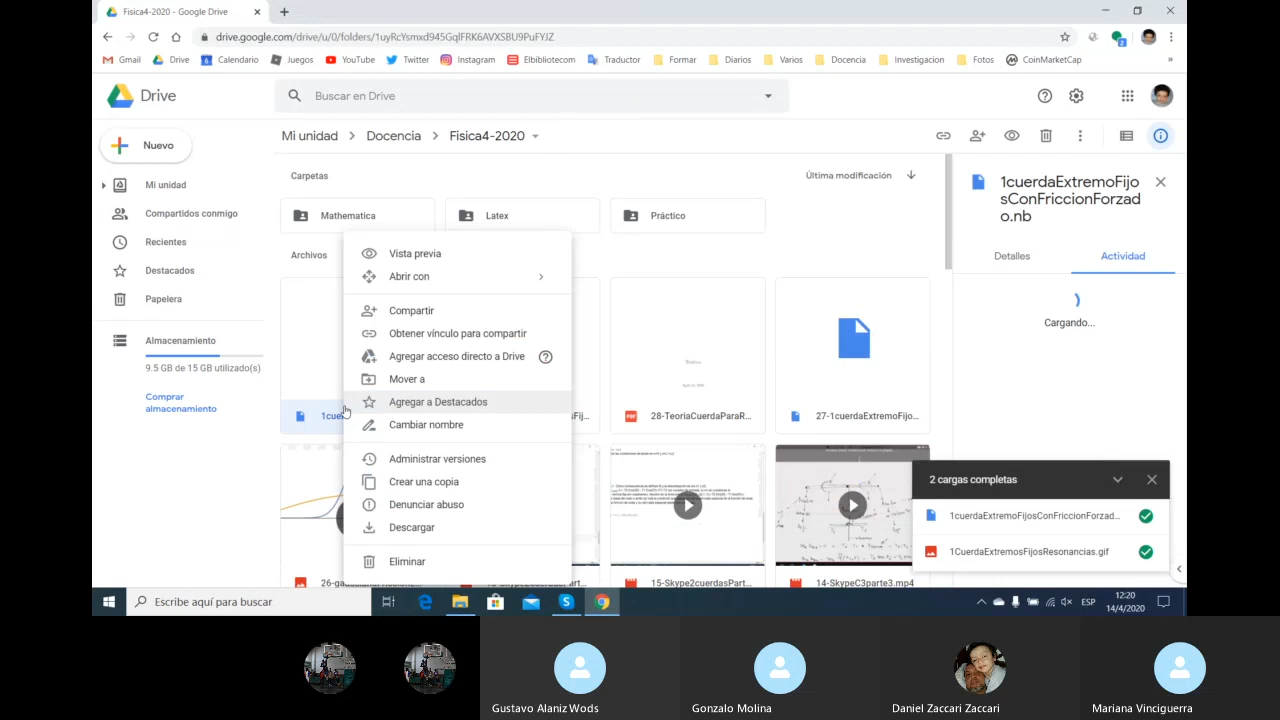 Fisica4-2020 - Google Drive
drive.google.com/drive/u/0/folders/1uyRcYsmxd945GqlFRK6AVXSBU9PuFYJZ
Gmail Drive Calendario Juegos YouTube Twitter Instagram Elbibliotecom Traductor Formar Diarios Varios Docencia Investigacion Fotos CoinMarketCap »
Drive
Buscar en Drive
Nuevo
Mi unidad
Compartidos conmigo
Recientes
Destacados
Papelera
Almacenamiento
9.5 GB de 15 GB utilizado(s)
Comprar
almacenamiento
Mi unidad > Docencia > Fisica4-2020
Carpetas
Última modificación
Mathematica
Latex
Práctico
Archivos
Vista previa
Abrir con
Compartir
Obtener vínculo para compartir
Agregar acceso directo a Drive
Mover a
Agregar a Destacados
Cambiar nombre
Administrar versiones
Crear una copia
Denunciar abuso
Descargar
Eliminar
28-TeoriaCuerdaParaR...
27-1cuerdaExtremoFijo...
15-Skype2cuerdasPart...
14-SkypeC3parte3.mp4
1cuerdaExtremoFijo
sConFriccionForzad
o.nb
Detalles
Actividad
Cargando...
2 cargas completas
1cuerdaExtremoFijosConFriccionForzad...
1CuerdaExtremosFijosResonancias.gif
Escribe aquí para buscar
ESP
12:20
14/4/2020
Gustavo Alaniz Wods
Gonzalo Molina
Daniel Zaccari Zaccari
Mariana Vinciguerra